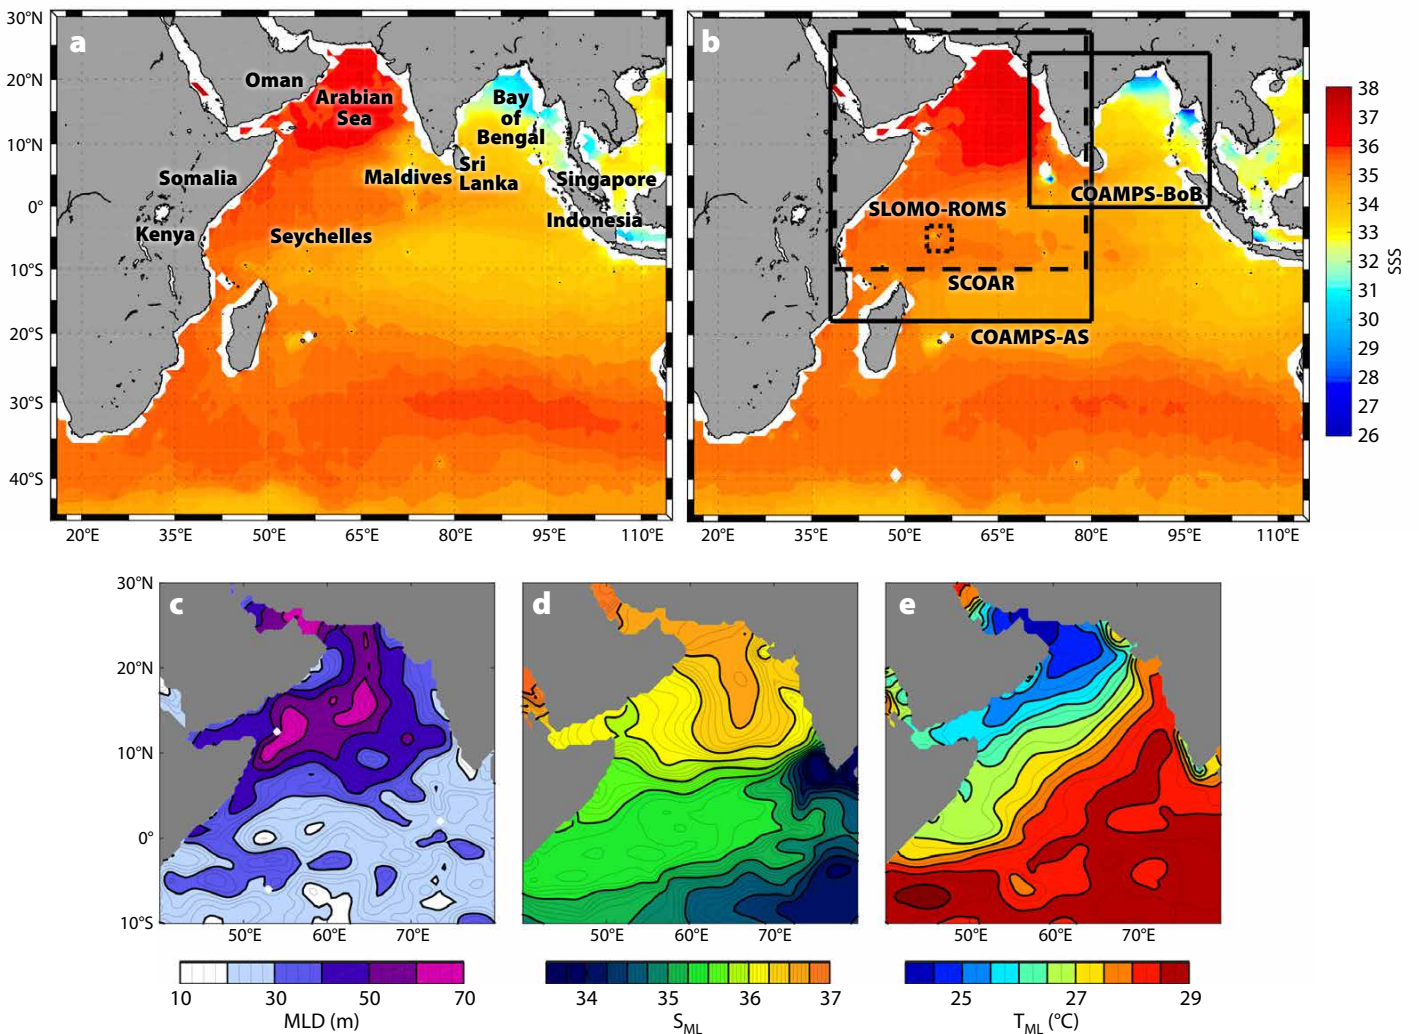 30°N
20°N
10°N
0°
10°S
20°S
30°S
40°S
a
Oman
Arabian
Sea
Bay
of
Bengal
Somalia
Maldives
Sri
Lanka
Singapore
Kenya
Seychelles
Indonesia
20°E 35°E 50°E 65°E 80°E 95°E 110°E
b
COAMPS-BoB
SLOMO-ROMS
SCOAR
COAMPS-AS
20°E 35°E 50°E 65°E 80°E 95°E 110°E
38
37
36
35
34
33
32
31
30
29
28
27
26
SSS
30°N
20°N
10°N
0°
10°S
c
50°E 60°E 70°E
10 30 50 70
MLD (m)
d
50°E 60°E 70°E
34 35 36 37
S_ML
e
50°E 60°E 70°E
25 27 29
T_ML (°C)